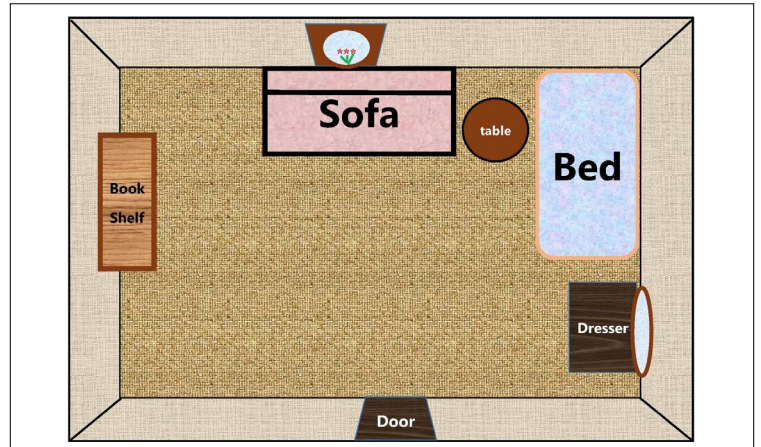 Sofa
table
Bed
Book
Shelf
Dresser
Door